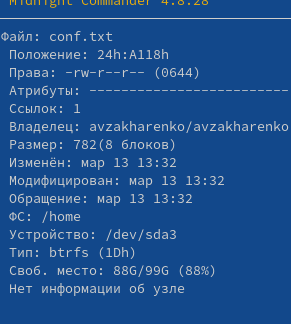 Midnight Commander 4.8.28
Файл: conf.txt
Положение: 24h:A118h
Права: -rw-r--r-- (0644)
Атрибуты: -------------------------
Ссылок: 1
Владелец: avzakharenko/avzakharenko
Размер: 782(8 блоков)
Изменён: мар 13 13:32
Модифицирован: мар 13 13:32
Обращение: мар 13 13:32
ФС: /home
Устройство: /dev/sda3
Тип: btrfs (1Dh)
Своб. место: 88G/99G (88%)
Нет информации об узле